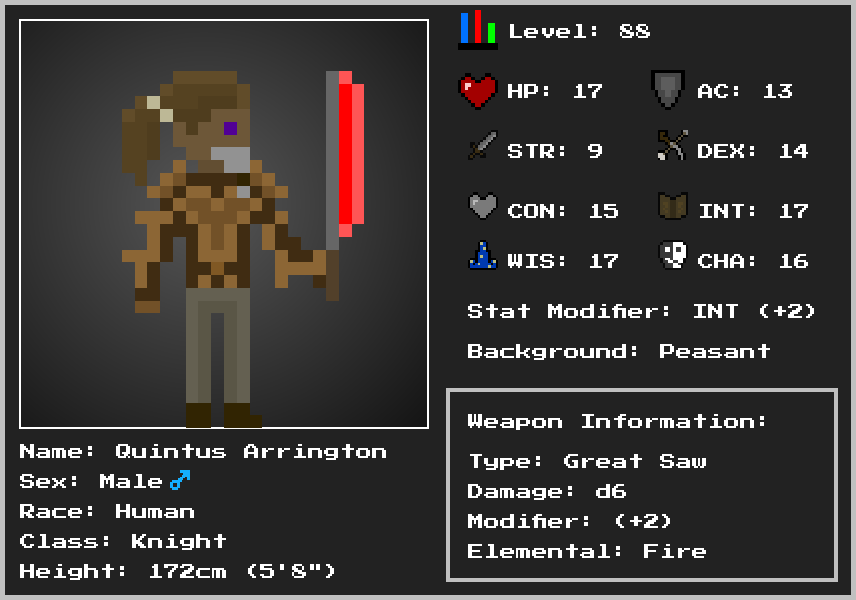 Level: 88
HP: 17
AC: 13
STR: 9
DEX: 14
CON: 15
INT: 17
WIS: 17
CHA: 16
Stat Modifier: INT (+2)
Background: Peasant
Weapon Information:
Type: Great Saw
Damage: d6
Modifier: (+2)
Elemental: Fire
Name: Quintus Arrington
Sex: Male♂
Race: Human
Class: Knight
Height: 172cm (5'8")